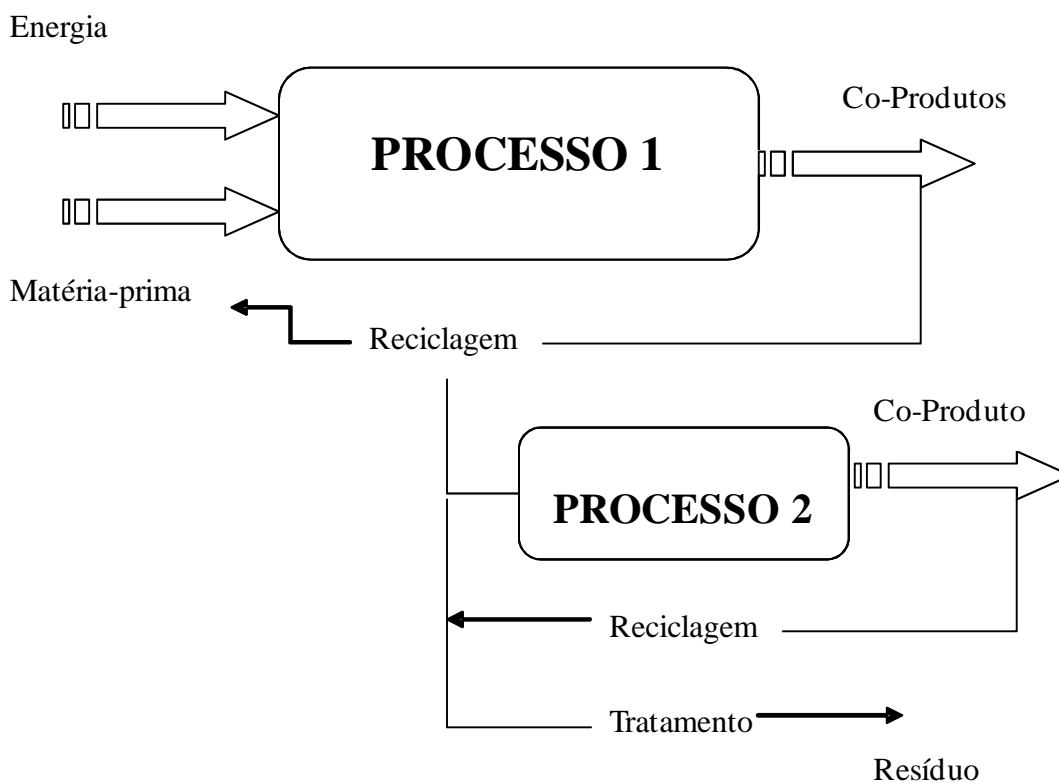 Energia
Co-Produtos
PROCESSO 1
Matéria-prima
Reciclagem
Co-Produto
PROCESSO 2
Reciclagem
Tratamento
Resíduo